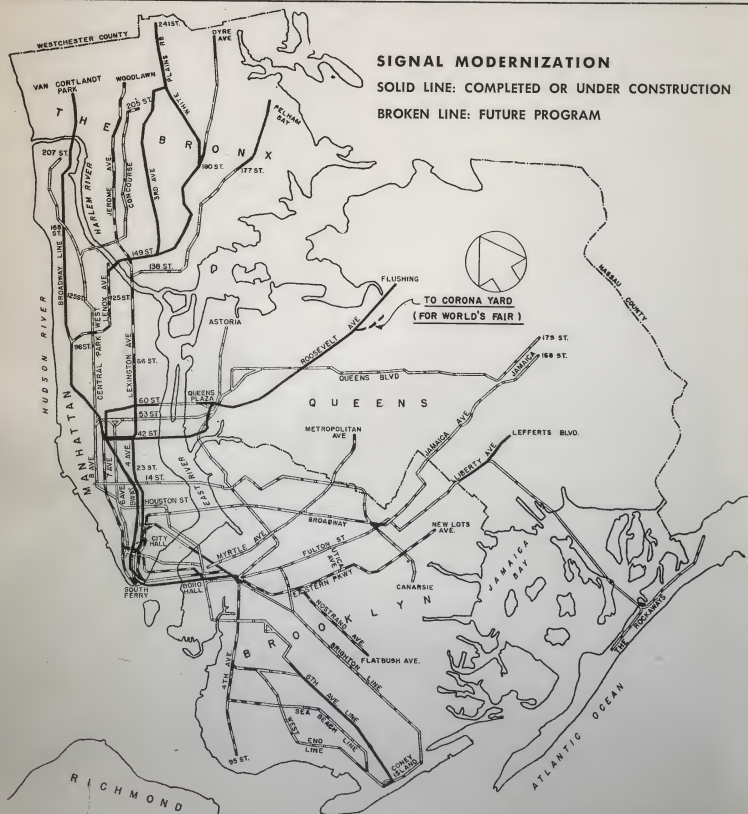 SIGNAL MODERNIZATION
SOLID LINE: COMPLETED OR UNDER CONSTRUCTION
BROKEN LINE: FUTURE PROGRAM
241 ST.
WESTCHESTER COUNTY
DYRE
AVE
WHITE PLAINS RD
VAN CORTLANDT
PARK
WOODLAWN
205 ST.
PELHAM
BAY
THE BRONX
207 ST.
HARLEM RIVER
JEROME AVE
CONCOURSE
3RD AVE
180 ST.
177 ST.
168
ST.
149 ST
138 ST.
BROADWAY LINE
125 ST
LENOX AVE
125 ST.
HUDSON RIVER
CENTRAL PARK WEST
96 ST.
LEXINGTON AVE
86 ST.
ASTORIA
FLUSHING
TO CORONA YARD
(FOR WORLD'S FAIR)
NASSAU COUNTY
ROOSEVELT AVE
179 ST.
168 ST.
JAMAICA
60 ST
QUEENS
PLAZA
QUEENS BLVD
53 ST.
QUEENS
MANHATTAN
42 ST
METROPOLITAN
AVE
LEFFERTS BLVD.
JAMAICA AVE
LIBERTY AVE
8 AVE
7 AVE
6 AVE
BWAY
4 AVE
23 ST.
14 ST.
EAST RIVER
HOUSTON ST
BROADWAY
NEW LOTS
AVE.
CITY
HALL
MYRTLE AVE
FULTON ST
UTICA
AVE
CANARSIE
JAMAICA
BAY
SOUTH
FERRY
BORO
HALL
EASTERN PKWY
NOSTRAND AVE
BROOKLYN
FLATBUSH AVE.
THE ROCKAWAYS
4TH AVE
BRIGHTON LINE
6TH AVE LINE
SEA BEACH LINE
WEST
END
LINE
95 ST.
CONEY
ISLAND
ATLANTIC OCEAN
RICHMOND